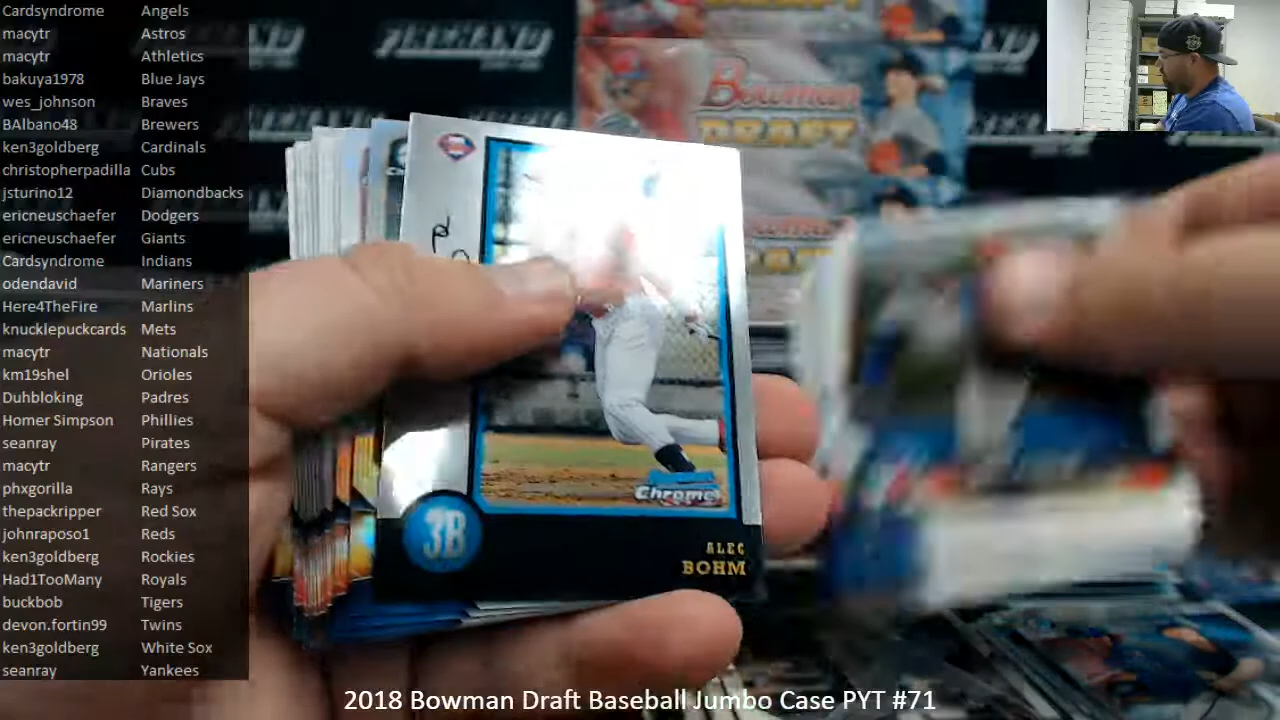 Cardsyndrome Angels
macytr Astros
macytr Athletics
bakuya1978 Blue Jays
wes_johnson Braves
BAlbano48 Brewers
ken3goldberg Cardinals
christopherpadilla Cubs
jsturino12 Diamondbacks
ericneuschaefer Dodgers
ericneuschaefer Giants
Cardsyndrome Indians
odendavid Mariners
Here4TheFire Marlins
knucklepuckcards Mets
macytr Nationals
km19shel Orioles
Duhbloking Padres
Homer Simpson Phillies
seanray Pirates
macytr Rangers
phxgorilla Rays
thepackripper Red Sox
johnraposo1 Reds
ken3goldberg Rockies
Had1TooMany Royals
buckbob Tigers
devon.fortin99 Twins
ken3goldberg White Sox
seanray Yankees
Bowman
DRAFT
Chrome
3B
ALEC
BOHM
2018 Bowman Draft Baseball Jumbo Case PYT #71